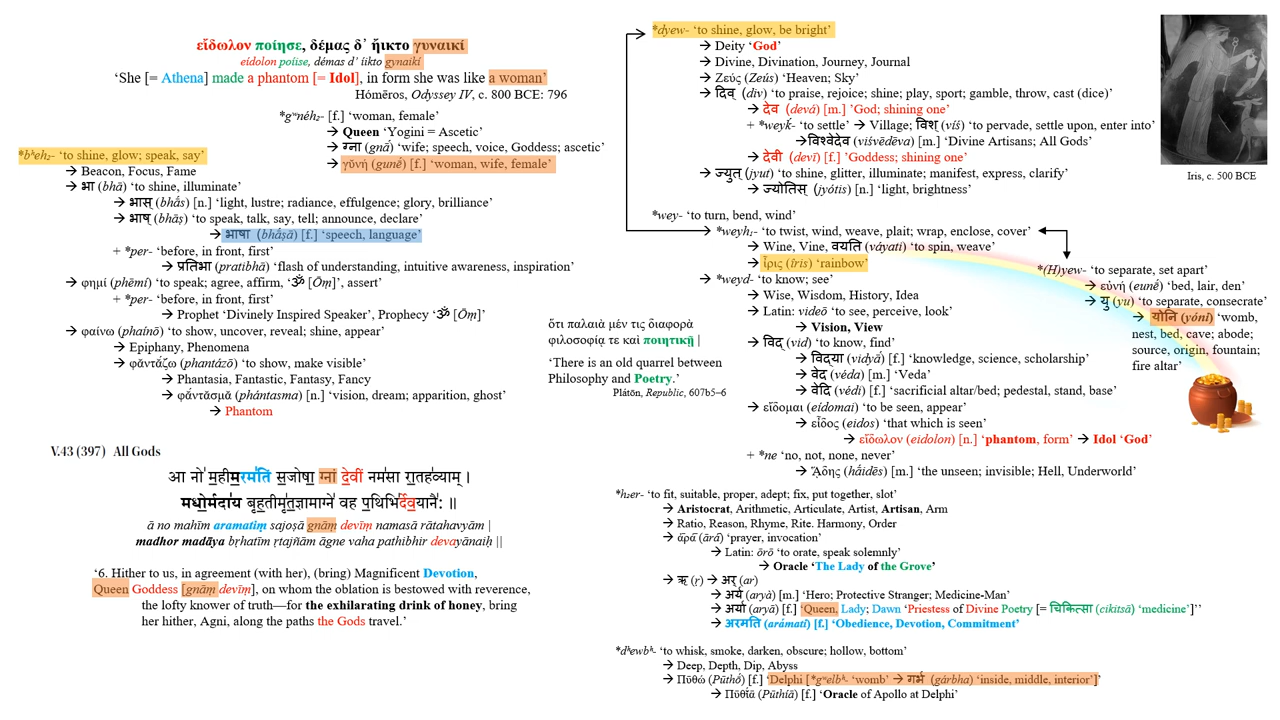 εἴδωλον ποίησε, δέμας δ᾽ ἤικτο γυναικί
eídolon poíise, démas d’ íikto gynaikí
‘She [= Athena] made a phantom [= Idol], in form she was like a woman’
Hómēros, Odyssey IV, c. 800 BCE: 796
*gʷnéh₂- [f.] ‘woman, female’
→ Queen ‘Yogini = Ascetic’
→ ग्ना (gnā́) ‘wife; speech, voice, Goddess; ascetic’
→ γῠνή (gunḗ) [f.] ‘woman, wife, female’
*bʰeh₂- ‘to shine, glow; speak, say’
→ Beacon, Focus, Fame
→ भा (bhā) ‘to shine, illuminate’
→ भास् (bhā́s) [n.] ‘light, lustre; radiance, effulgence; glory, brilliance’
→ भाष् (bhāṣ) ‘to speak, talk, say, tell; announce, declare’
→ भाषा (bhā́ṣā) [f.] ‘speech, language’
+ *per- ‘before, in front, first’
→ प्रतिभा (pratibhā) ‘flash of understanding, intuitive awareness, inspiration’
→ φημί (phēmí) ‘to speak; agree, affirm, ‘ॐ [Ōṃ]’, assert’
+ *per- ‘before, in front, first’
→ Prophet ‘Divinely Inspired Speaker’, Prophecy ‘ॐ [Ōṃ]’
→ φαίνω (phaínō) ‘to show, uncover, reveal; shine, appear’
→ Epiphany, Phenomena
→ φᾰντᾰ́ζω (phantázō) ‘to show, make visible’
→ Phantasia, Fantastic, Fantasy, Fancy
→ φᾰ́ντᾰσμᾰ (phántasma) [n.] ‘vision, dream; apparition, ghost’
→ Phantom
V.43 (397) All Gods
आ नो॑ म॒हीम॒रम॑तिं स॒जोषा॒ ग्नां दे॒वीं नम॑सा रा॒तह॑व्याम् ।
मधो॒र्मदा॑य बृह॒तीमृ॑त॒ज्ञामाग्ने॑ वह प॒थिभि॑र्देव॒यानै॑: ॥
ā no mahīm aramatiṃ sajoṣā gnāṃ devīṃ namasā rātahavyām |
madhor madāya bṛhatīm ṛtajñām āgne vaha pathibhir devayānaiḥ ||
‘6. Hither to us, in agreement (with her), (bring) Magnificent Devotion,
Queen Goddess [gnāṃ devīm], on whom the oblation is bestowed with reverence,
the lofty knower of truth—for the exhilarating drink of honey, bring
her hither, Agni, along the paths the Gods travel.’
ὅτι παλαιὰ μέν τις διαφορὰ
φιλοσοφίᾳ τε καὶ ποιητικῇ |
‘There is an old quarrel between
Philosophy and Poetry.’
Plátōn, Republic, 607b5–6
*dyew- ‘to shine, glow, be bright’
→ Deity ‘God’
→ Divine, Divination, Journey, Journal
→ Ζεύς (Zeús) ‘Heaven; Sky’
→ दिव् (div) ‘to praise, rejoice; shine; play, sport; gamble, throw, cast (dice)’
→ देव (devá) [m.] ’God; shining one’
+ *weyḱ- ‘to settle’ → Village; विश् (víś) ‘to pervade, settle upon, enter into’
→विश्वेदेव (viśvēdēva) [m.] ‘Divine Artisans; All Gods’
→ देवी (devī) [f.] ’Goddess; shining one’
→ ज्युत् (jyut) ‘to shine, glitter, illuminate; manifest, express, clarify’
→ ज्योतिस् (jyótis) [n.] ‘light, brightness’
*wey- ‘to turn, bend, wind’
→ *weyh₁- ‘to twist, wind, weave, plait; wrap, enclose, cover’
→ Wine, Vine, वयति (váyati) ‘to spin, weave’
→ ἶρις (îris) ‘rainbow’
→ *weyd- ‘to know; see’
→ Wise, Wisdom, History, Idea
→ Latin: videō ‘to see, perceive, look’
→ Vision, View
→ विद् (vid) ‘to know, find’
→ विद्या (vidyā́) [f.] ‘knowledge, science, scholarship’
→ वेद (véda) [m.] ‘Veda’
→ वेदि (védi) [f.] ‘sacrificial altar/bed; pedestal, stand, base’
→ εἴδομαι (eídomai) ‘to be seen, appear’
→ εἶδος (eidos) ‘that which is seen’
→ εἴδωλον (eidolon) [n.] ‘phantom, form’ → Idol ‘God’
+ *ne ‘no, not, none, never’
→ ᾍδης (hā́idēs) [m.] ‘the unseen; invisible; Hell, Underworld’
Iris, c. 500 BCE
*(H)yew- ‘to separate, set apart’
→ εὐνή (eunḗ) ‘bed, lair, den’
→ यु (yu) ‘to separate, consecrate’
→ योनि (yóni) ‘womb,
nest, bed, cave; abode;
source, origin, fountain;
fire altar’
*h₂er- ‘to fit, suitable, proper, adept; fix, put together, slot’
→ Aristocrat, Arithmetic, Articulate, Artist, Artisan, Arm
→ Ratio, Reason, Rhyme, Rite. Harmony, Order
→ ᾱ̓ρᾱ́ (ārā́) ‘prayer, invocation’
→ Latin: ōrō ‘to orate, speak solemnly’
→ Oracle ‘The Lady of the Grove’
→ ऋ (ṛ) → अर् (ar)
→ अर्य (aryà) [m.] ‘Hero; Protective Stranger; Medicine-Man’
→ अर्या (aryā) [f.] ‘Queen, Lady; Dawn ‘Priestess of Divine Poetry [= चिकित्सा (cikitsā) ‘medicine’]’’
→ अरमति (arámati) [f.] ‘Obedience, Devotion, Commitment’
*dʰewbʰ- ‘to whisk, smoke, darken, obscure; hollow, bottom’
→ Deep, Depth, Dip, Abyss
→ Πῡθώ (Pūthṓ) [f.] ‘Delphi [*gʷelbʰ- ‘womb’ → गर्भ (gárbha) ‘inside, middle, interior’]’
→ Πῡθίᾱ (Pūthíā) [f.] ‘Oracle of Apollo at Delphi’